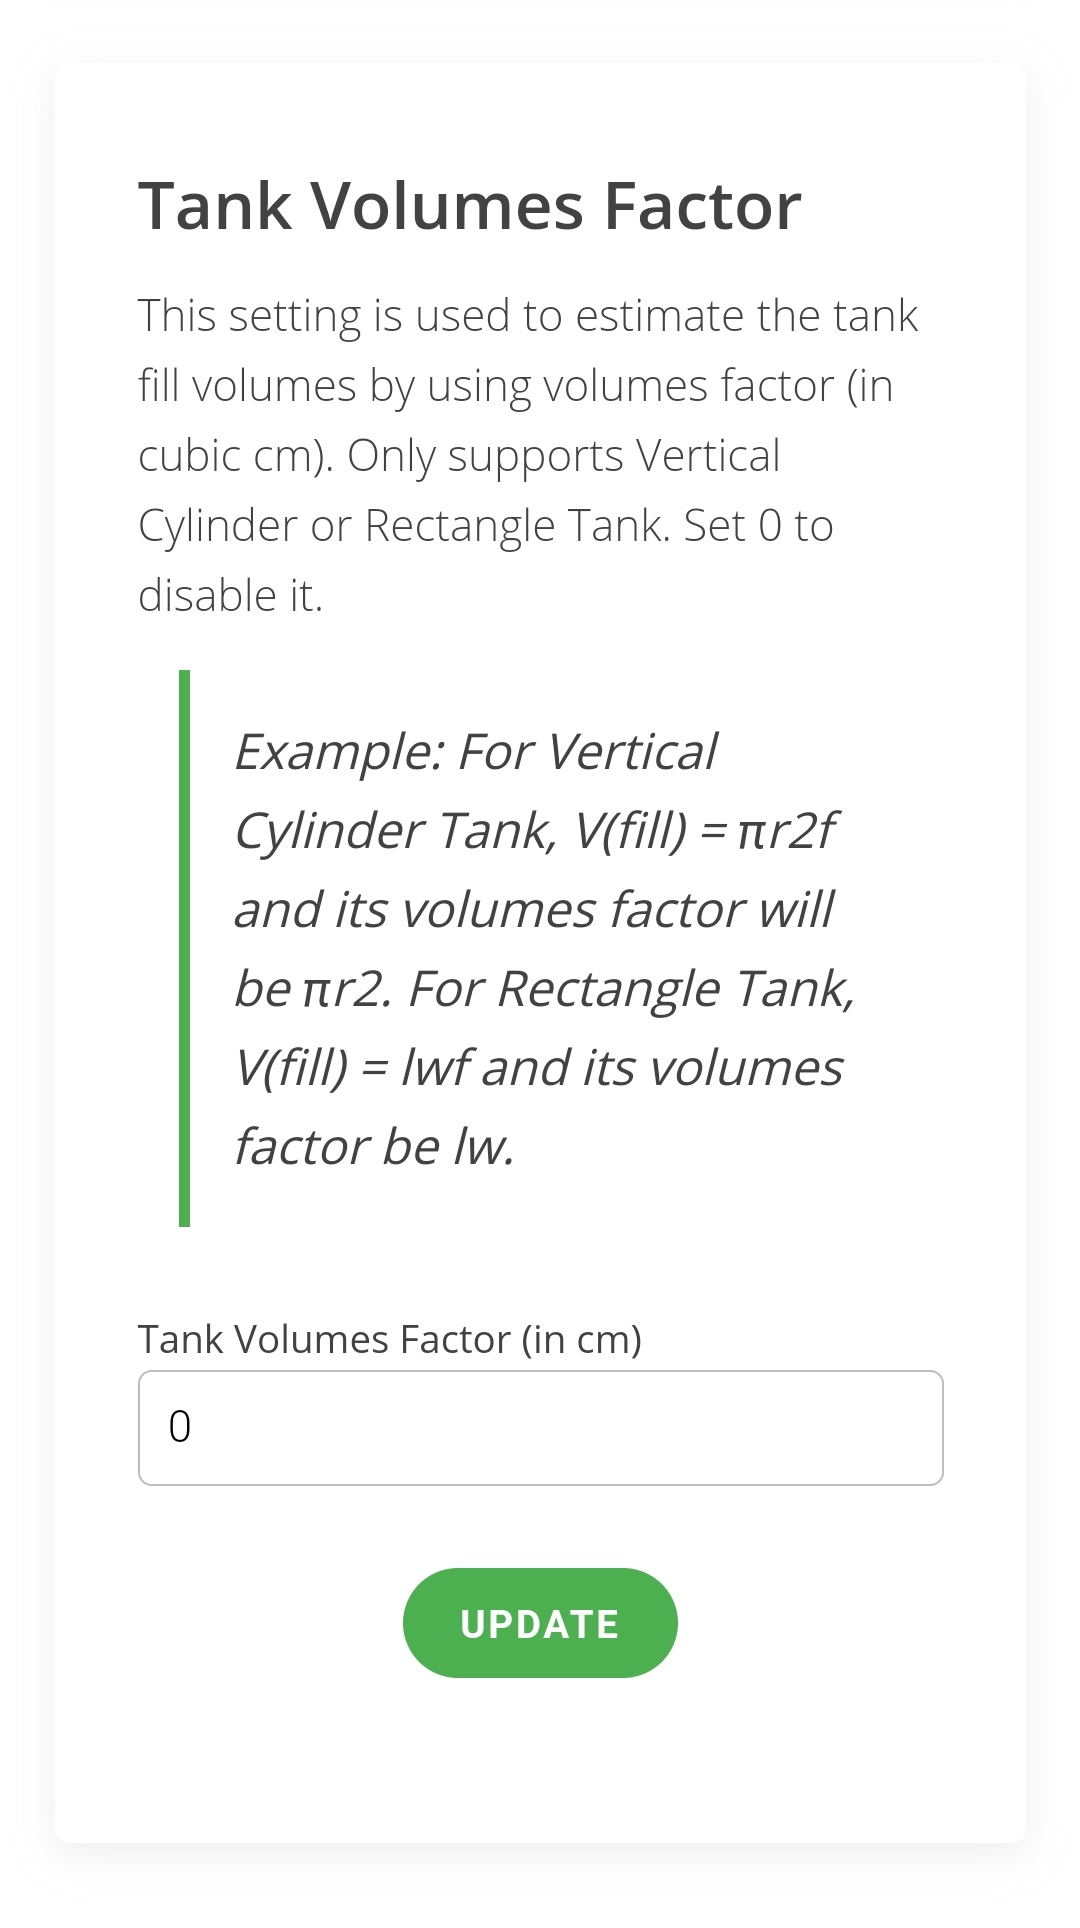 Tank Volumes Factor
This setting is used to estimate the tank
fill volumes by using volumes factor (in
cubic cm). Only supports Vertical
Cylinder or Rectangle Tank. Set 0 to
disable it.
Example: For Vertical
Cylinder Tank, V(fill) = πr2f
and its volumes factor will
be πr2. For Rectangle Tank,
V(fill) = lwf and its volumes
factor be lw.
Tank Volumes Factor (in cm)
0
UPDATE